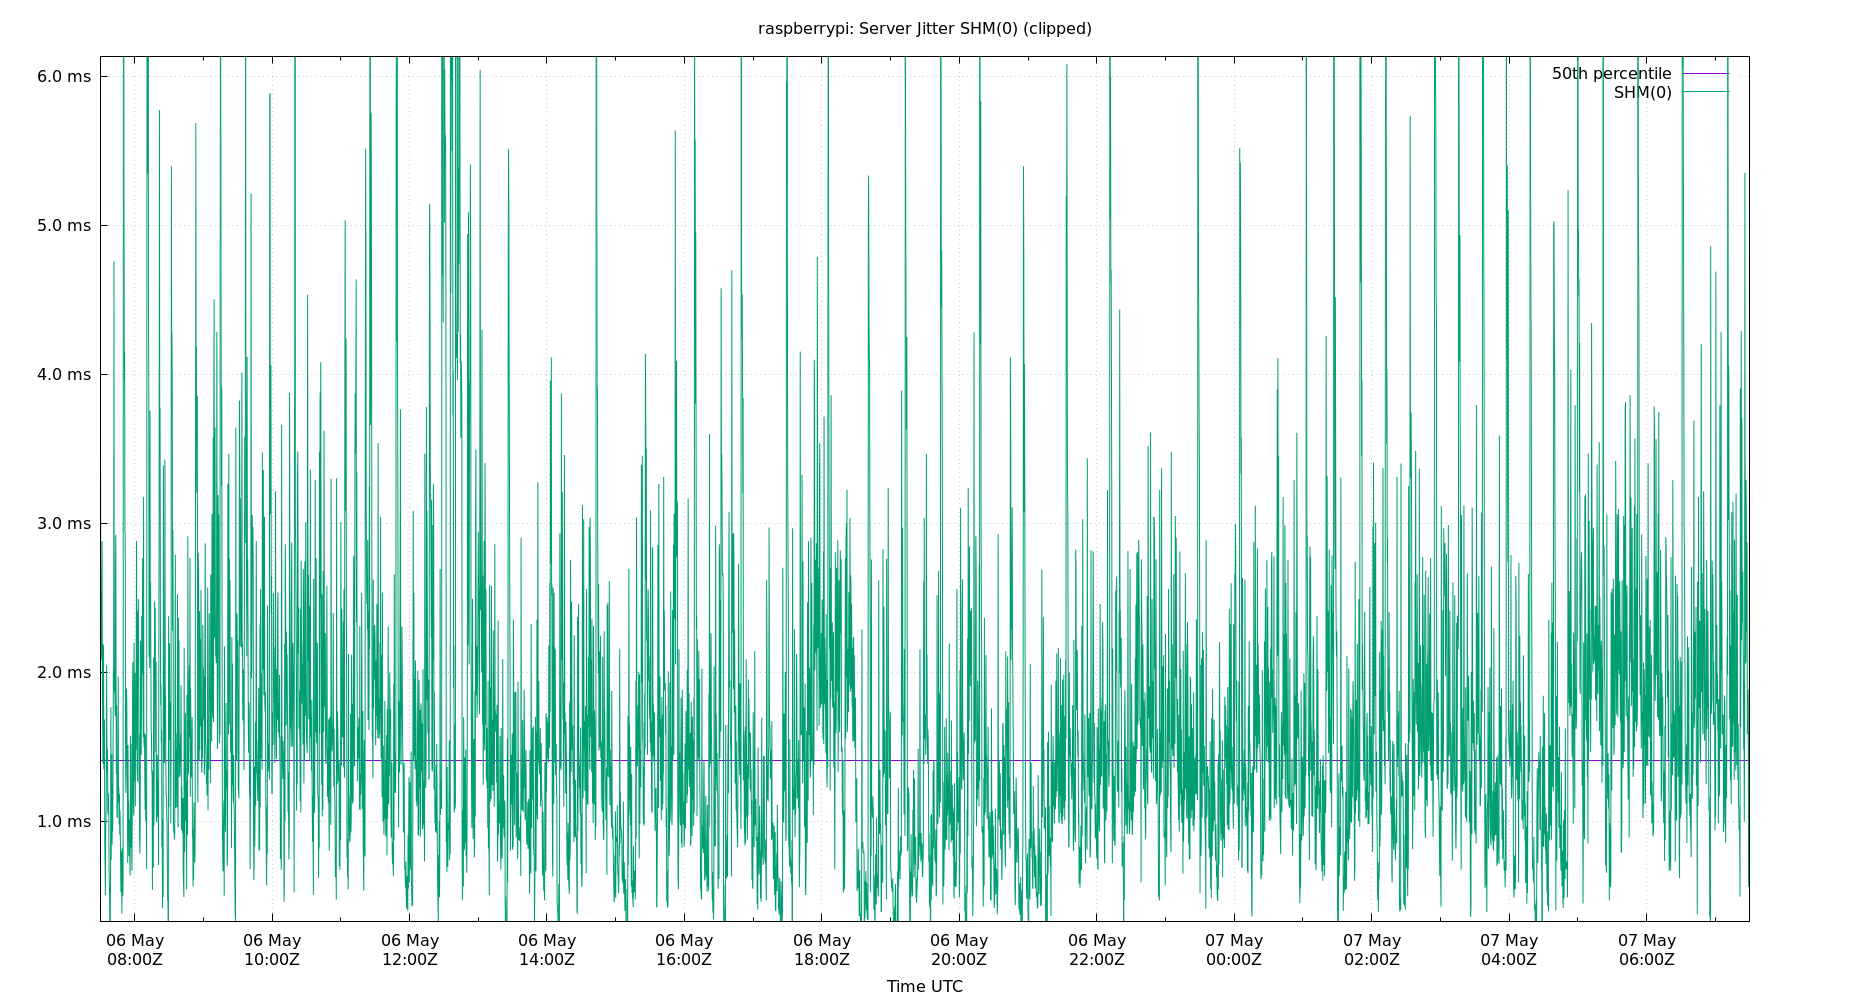 raspberrypi: Server Jitter SHM(0) (clipped)
50th percentile
SHM(0)
6.0 ms
5.0 ms
4.0 ms
3.0 ms
2.0 ms
1.0 ms
06 May 06 May 06 May 06 May 06 May 06 May 06 May 06 May 07 May 07 May 07 May 07 May
08:00Z 10:00Z 12:00Z 14:00Z 16:00Z 18:00Z 20:00Z 22:00Z 00:00Z 02:00Z 04:00Z 06:00Z
Time UTC